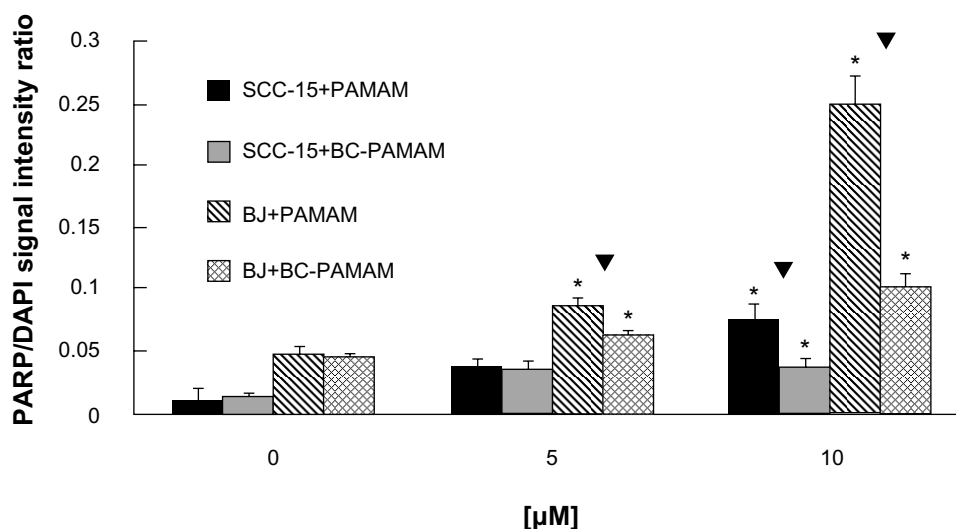 PARP/DAPI signal intensity ratio
0.3
0.25
0.2
0.15
0.1
0.05
0
SCC-15+PAMAM
SCC-15+BC-PAMAM
BJ+PAMAM
BJ+BC-PAMAM
* * * * * *
0 5 10
[µM]